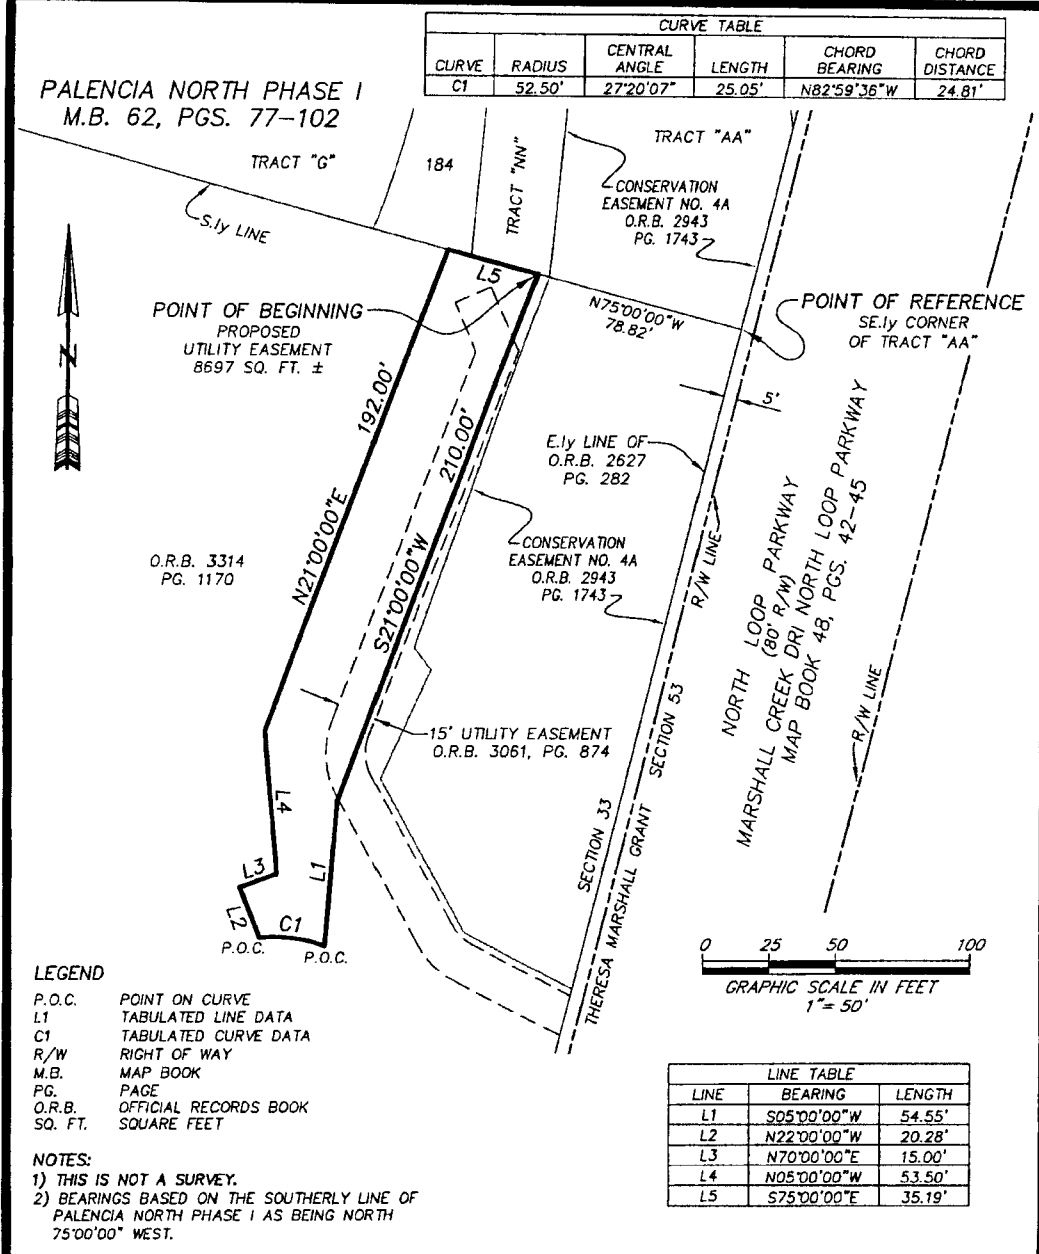 CURVE TABLE
CURVE RADIUS CENTRAL ANGLE LENGTH CHORD BEARING CHORD DISTANCE
C1 52.50' 27°20'07" 25.05' N82°59'36"W 24.81'
PALENCIA NORTH PHASE I
M.B. 62, PGS. 77-102
TRACT "G"
184
TRACT "NN"
TRACT "AA"
CONSERVATION
EASEMENT NO. 4A
O.R.B. 2943
PG. 1743
S.ly LINE
L5
N
POINT OF BEGINNING
PROPOSED
UTILITY EASEMENT
8697 SQ. FT. ±
N75°00'00"W
78.82'
POINT OF REFERENCE
SE.ly CORNER
OF TRACT "AA"
5'
192.00'
N21°00'00"E
210.00'
S21°00'00"W
E.ly LINE OF
O.R.B. 2627
PG. 282
CONSERVATION
EASEMENT NO. 4A
O.R.B. 2943
PG. 1743
R/W LINE
NORTH LOOP PARKWAY
(80' R/W)
MARSHALL CREEK DRI NORTH LOOP PARKWAY
MAP BOOK 48, PGS. 42-45
R/W LINE
O.R.B. 3314
PG. 1170
15' UTILITY EASEMENT
O.R.B. 3061, PG. 874
SECTION 33
THERESA MARSHALL GRANT SECTION 53
L4
L3
L1
L2
C1
P.O.C.
P.O.C.
0 25 50 100
GRAPHIC SCALE IN FEET
1"= 50'
LEGEND
P.O.C. POINT ON CURVE
L1 TABULATED LINE DATA
C1 TABULATED CURVE DATA
R/W RIGHT OF WAY
M.B. MAP BOOK
PG. PAGE
O.R.B. OFFICIAL RECORDS BOOK
SQ. FT. SQUARE FEET
NOTES:
1) THIS IS NOT A SURVEY.
2) BEARINGS BASED ON THE SOUTHERLY LINE OF
PALENCIA NORTH PHASE I AS BEING NORTH
75°00'00" WEST.
LINE TABLE
LINE BEARING LENGTH
L1 S05°00'00"W 54.55'
L2 N22°00'00"W 20.28'
L3 N70°00'00"E 15.00'
L4 N05°00'00"W 53.50'
L5 S75°00'00"E 35.19'